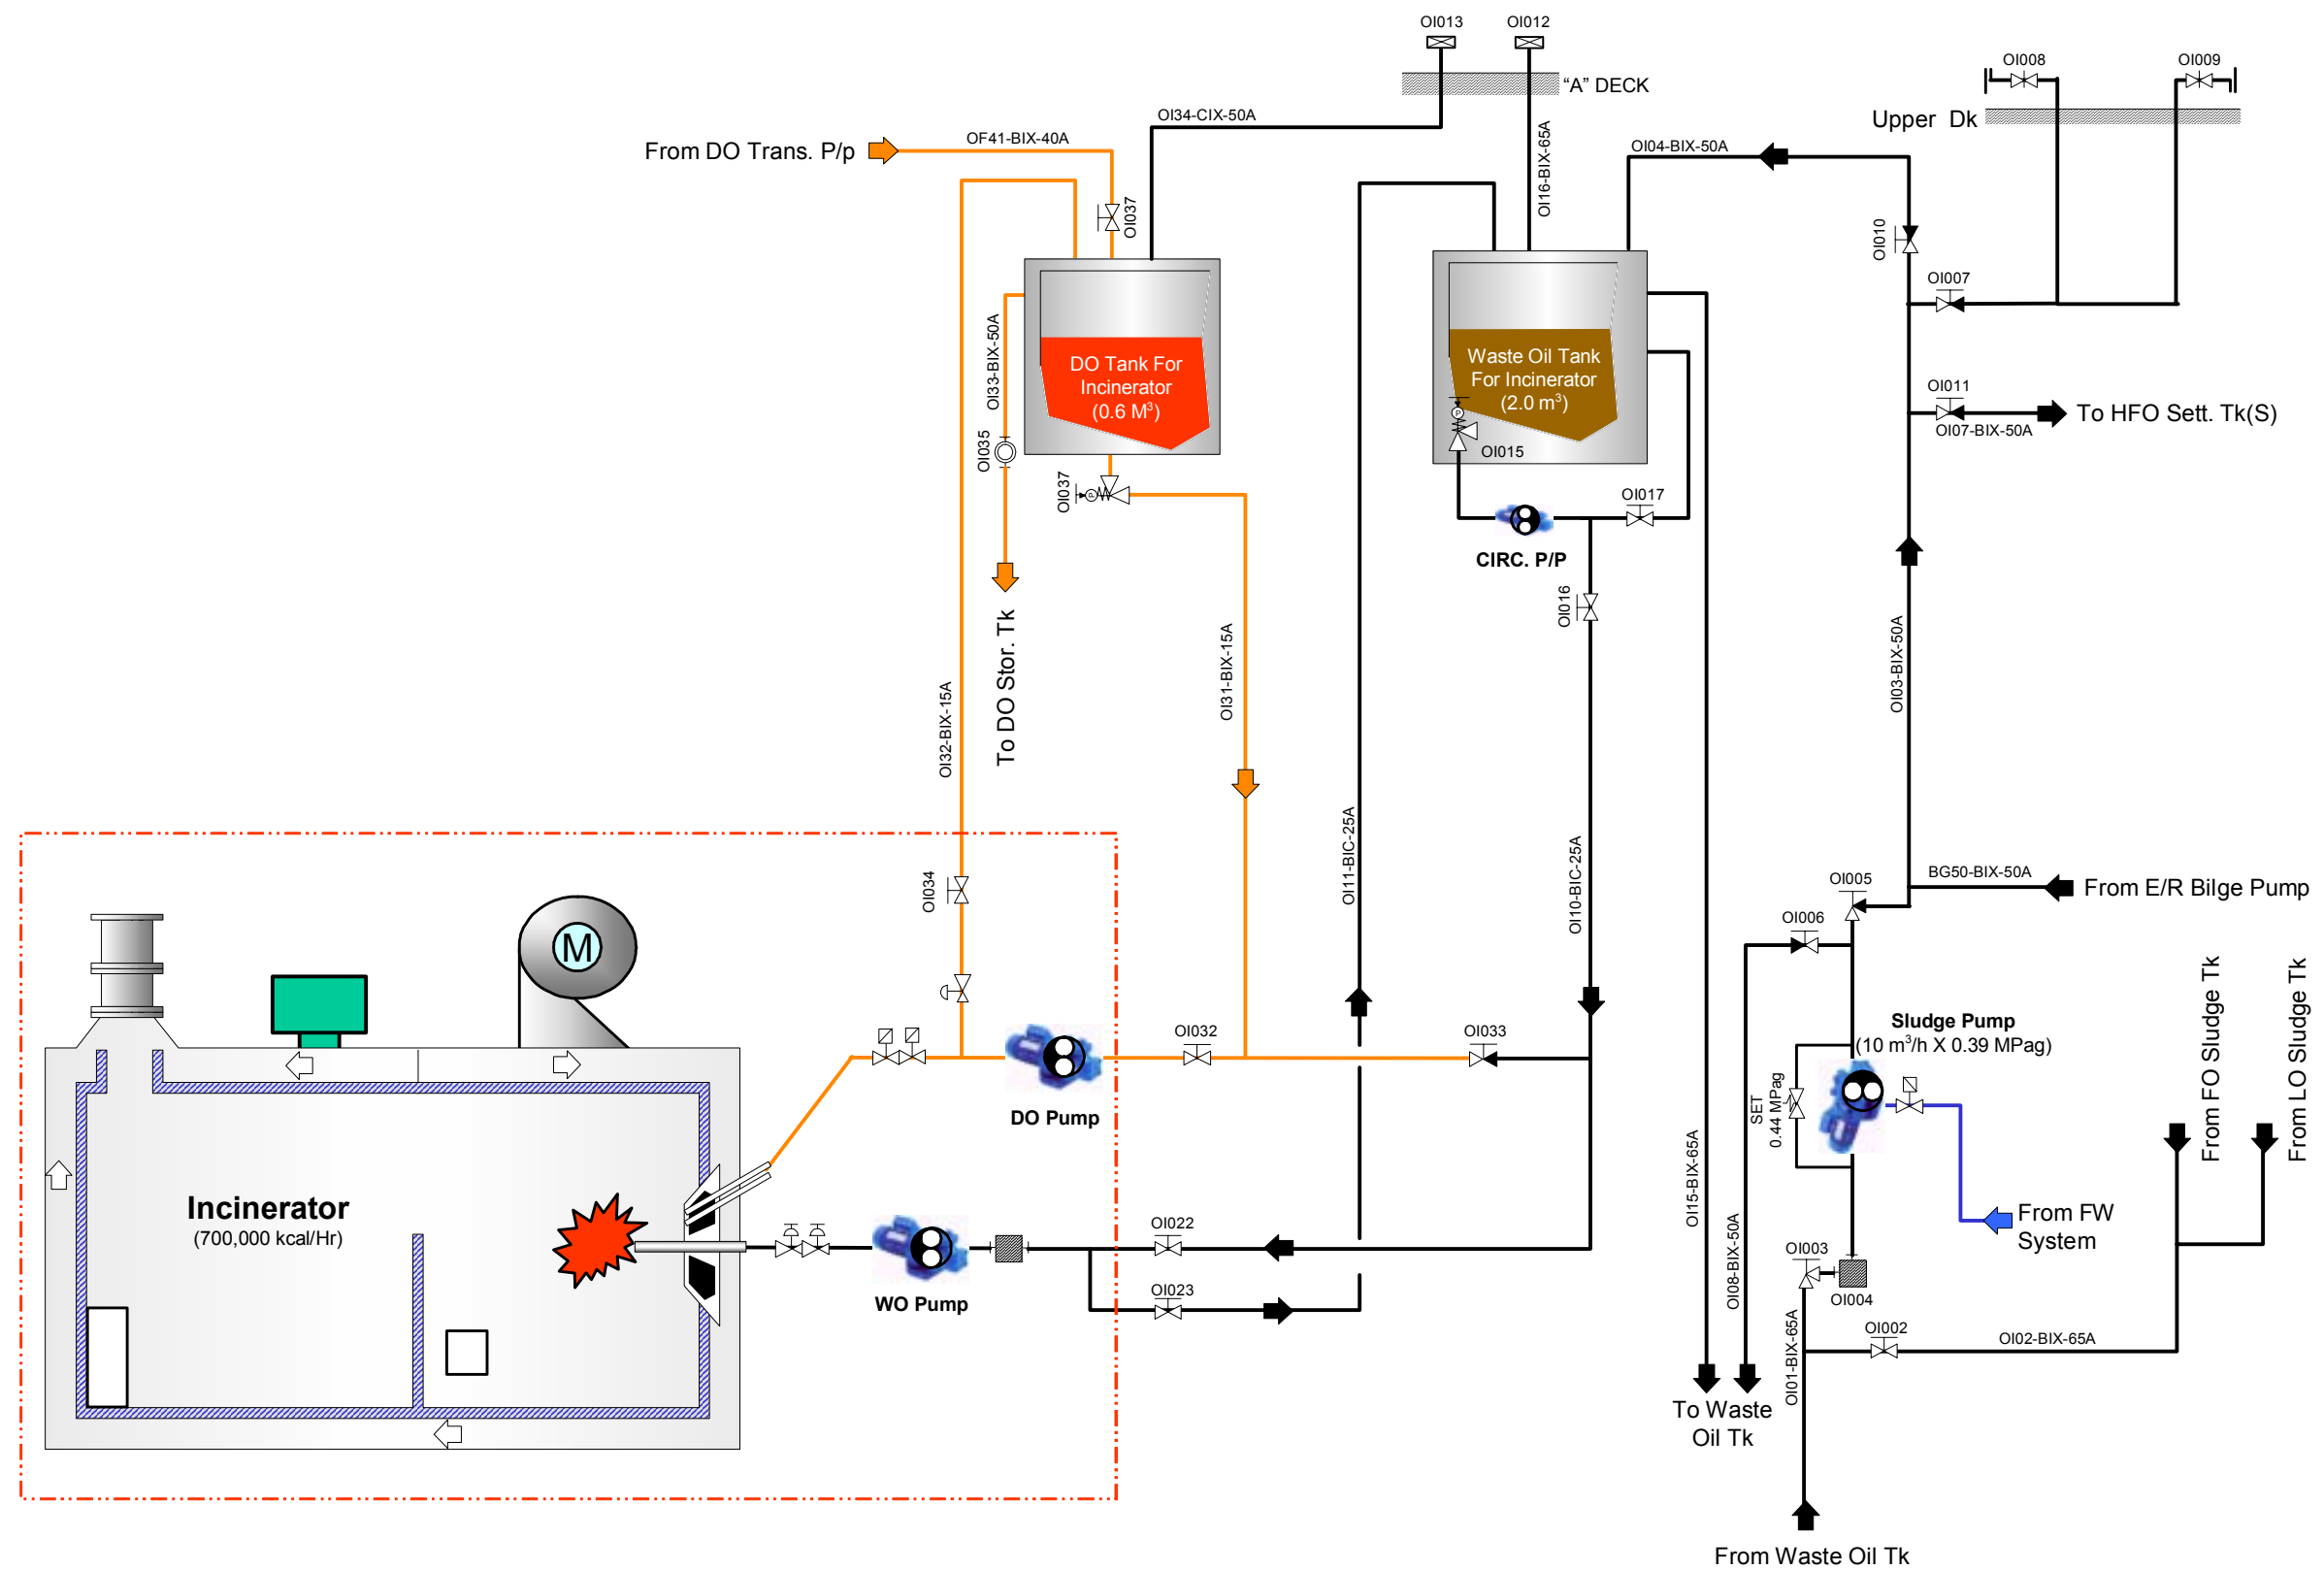 OI013
OI012
"A" DECK
OI008
OI009
Upper Dk
OI34-CIX-50A
From DO Trans. P/p
OF41-BIX-40A
OI16-BIX-65A
OI04-BIX-50A
OI037
OI010
OI007
OI33-BIX-50A
DO Tank For
Incinerator
(0.6 M³)
Waste Oil Tank
For Incinerator
(2.0 m³)
P
OI015
OI011
To HFO Sett. Tk(S)
OI07-BIX-50A
OI035
OI037
P
OI017
CIRC. P/P
OI016
To DO Stor. Tk
OI31-BIX-15A
OI32-BIX-15A
OI03-BIX-50A
OI11-BIC-25A
OI10-BIC-25A
OI034
BG50-BIX-50A
From E/R Bilge Pump
OI005
OI006
M
OI032
OI033
DO Pump
Sludge Pump
(10 m³/h X 0.39 MPag)
SET
0.44 MPag
From FO Sludge Tk
From LO Sludge Tk
OI15-BIX-65A
OI08-BIX-50A
From FW
System
Incinerator
(700,000 kcal/Hr)
OI022
OI023
WO Pump
OI003
OI004
OI01-BIX-65A
OI002
OI02-BIX-65A
To Waste
Oil Tk
From Waste Oil Tk